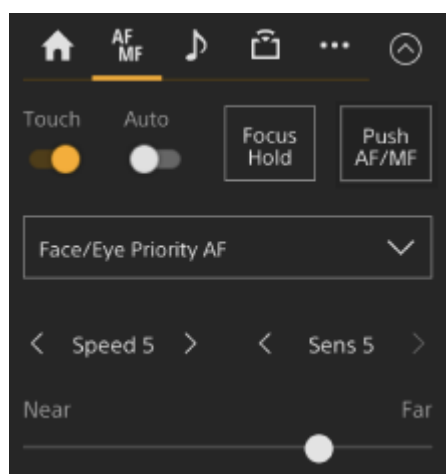 AF
MF
Touch Auto
Focus
Hold
Push
AF/MF
Face/Eye Priority AF
Speed 5 Sens 5
Near Far